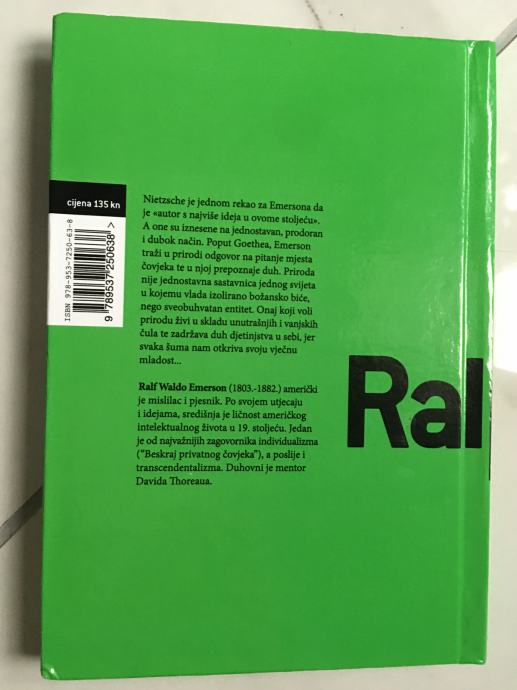 cijena 135 kn
ISBN 978-953-7250-63-8
9 789537 250638 >
Nietzsche je jednom rekao za Emersona da
je «autor s najviše ideja u ovome stoljeću».
A one su iznesene na jednostavan, prodoran
i dubok način. Poput Goethea, Emerson
traži u prirodi odgovor na pitanje mjesta
čovjeka te u njoj prepoznaje duh. Priroda
nije jednostavna sastavnica jednog svijeta
u kojemu vlada izolirano božansko biće,
nego sveobuhvatan entitet. Onaj koji voli
prirodu živi u skladu unutrašnjih i vanjskih
čula te zadržava duh djetinjstva u sebi, jer
svaka šuma nam otkriva svoju vječnu
mladost...
Ralf Waldo Emerson (1803.-1882.) američki
je mislilac i pjesnik. Po svojem utjecaju
i idejama, središnja je ličnost američkog
intelektualnog života u 19. stoljeću. Jedan
je od najvažnijih zagovornika individualizma
("Beskraj privatnog čovjeka"), a poslije i
transcendentalizma. Duhovni je mentor
Davida Thoreaua.
Ral